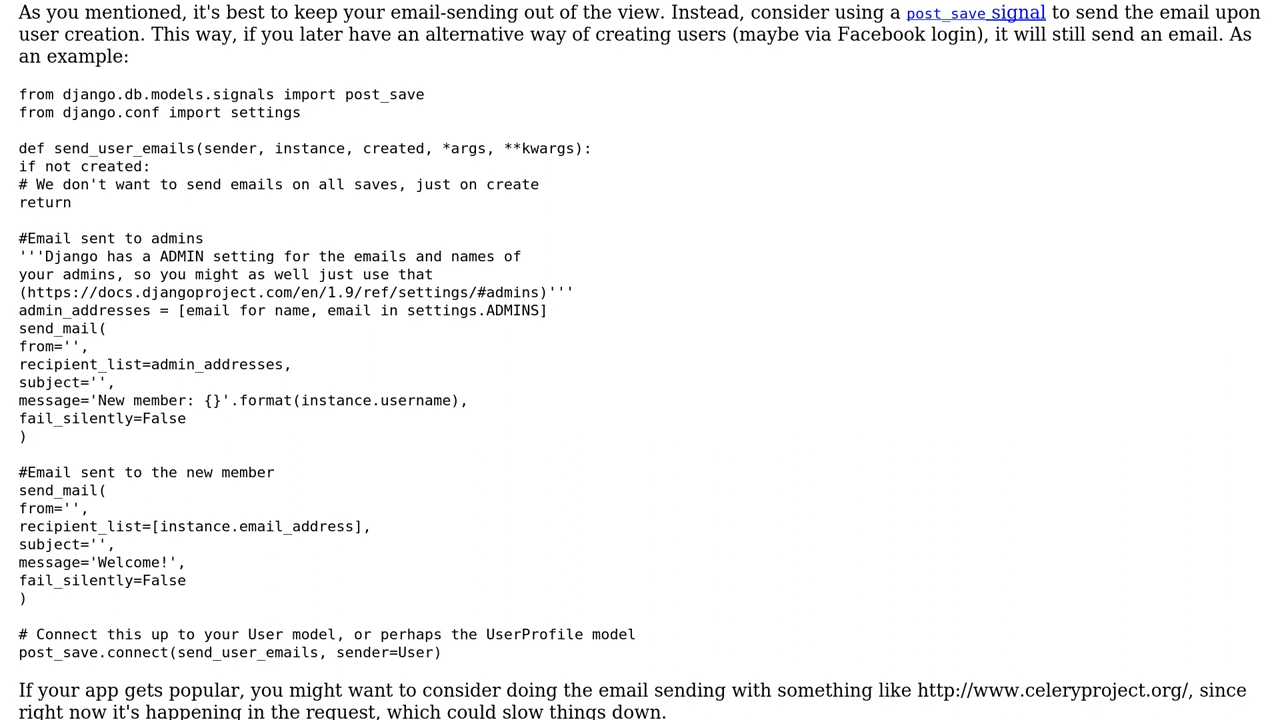 As you mentioned, it's best to keep your email-sending out of the view. Instead, consider using a post_save signal to send the email upon
user creation. This way, if you later have an alternative way of creating users (maybe via Facebook login), it will still send an email. As
an example:
from django.db.models.signals import post_save
from django.conf import settings
def send_user_emails(sender, instance, created, *args, **kwargs):
if not created:
# We don't want to send emails on all saves, just on create
return
#Email sent to admins
'''Django has a ADMIN setting for the emails and names of
your admins, so you might as well just use that
(https://docs.djangoproject.com/en/1.9/ref/settings/#admins)'''
admin_addresses = [email for name, email in settings.ADMINS]
send_mail(
from='',
recipient_list=admin_addresses,
subject='',
message='New member: {}'.format(instance.username),
fail_silently=False
)
#Email sent to the new member
send_mail(
from='',
recipient_list=[instance.email_address],
subject='',
message='Welcome!',
fail_silently=False
)
# Connect this up to your User model, or perhaps the UserProfile model
post_save.connect(send_user_emails, sender=User)
If your app gets popular, you might want to consider doing the email sending with something like http://www.celeryproject.org/, since
right now it's happening in the request, which could slow things down.